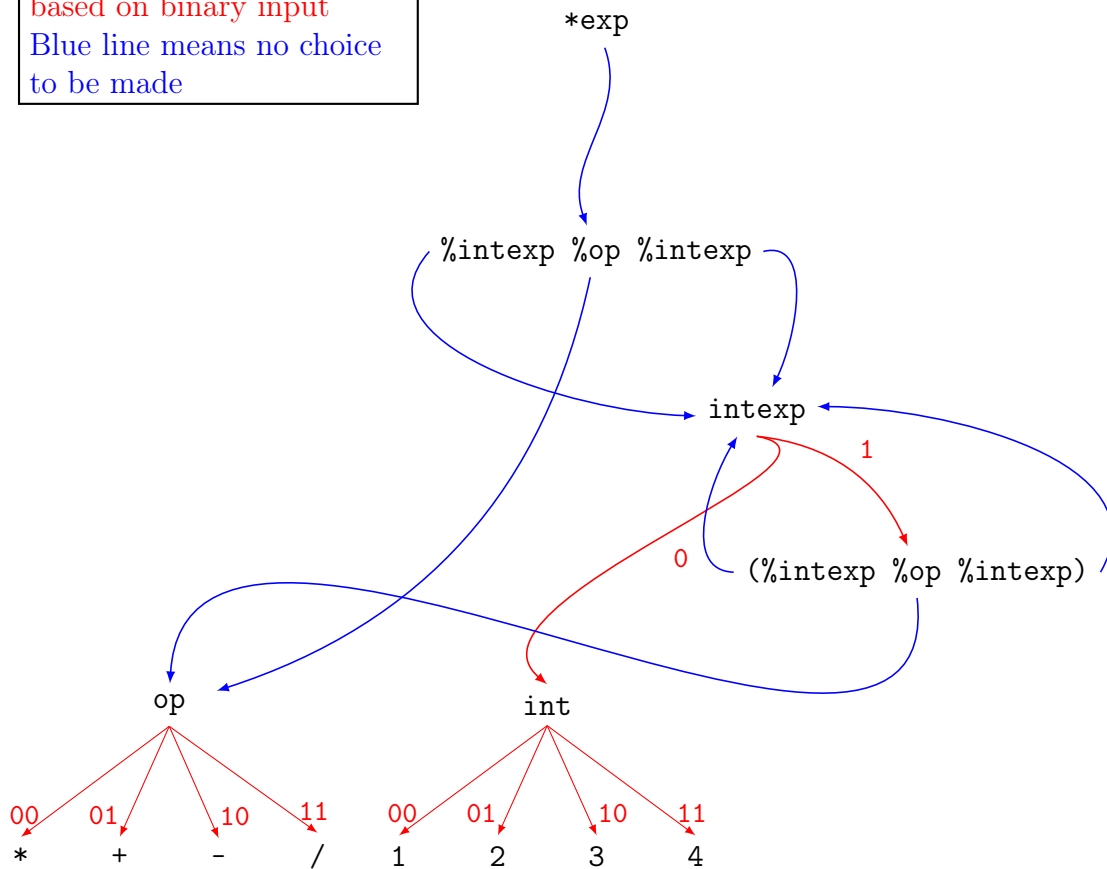 based on binary input
*exp
Blue line means no choice
to be made
%intexp %op %intexp
intexp
1
0
(%intexp %op %intexp)
op
int
00 01 10 11 00 01 10 11
* + - / 1 2 3 4